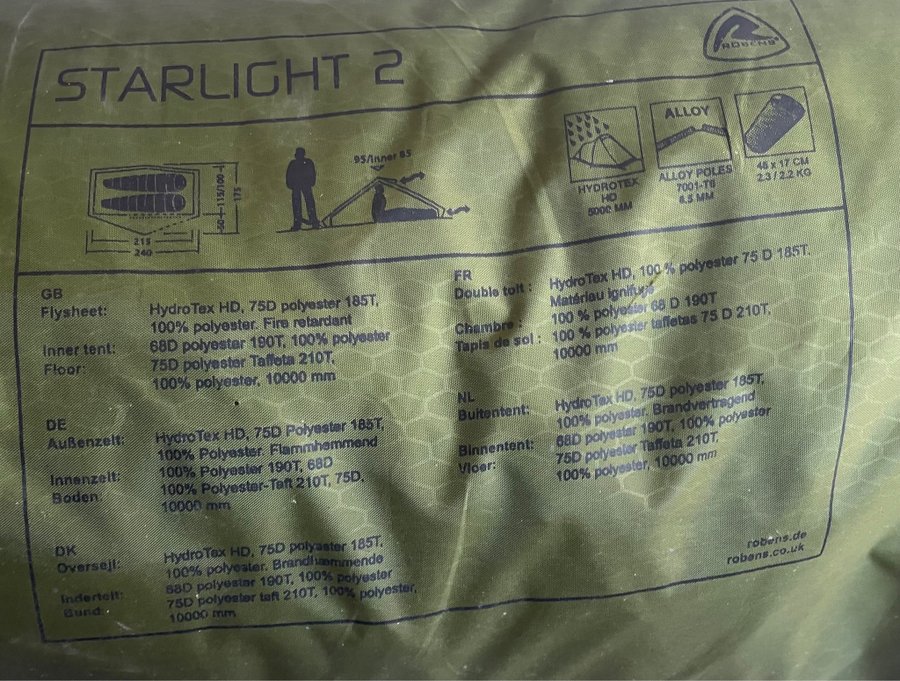 ROBENS
STARLIGHT 2
95/Inner 85
60 115/100
175
215
240
HYDROTEX
HD
5000 MM
ALLOY
ALLOY POLES
7001-T6
8.5 MM
46 x 17 CM
2.3 / 2.2 KG
GB
Flysheet: HydroTex HD, 75D polyester 185T,
100% polyester. Fire retardant
Inner tent: 68D polyester 190T, 100% polyester
Floor: 75D polyester Taffeta 210T,
100% polyester, 10000 mm
DE
Außenzelt: HydroTex HD, 75D Polyester 185T,
100% Polyester. Flammhemmend
Innenzelt: 100% Polyester 190T, 68D
Boden: 100% Polyester-Taft 210T, 75D,
10000 mm
DK
Oversejl: HydroTex HD, 75D polyester 185T,
100% polyester. Brandhæmmende
Indertelt: 68D polyester 190T, 100% polyester
Bund: 75D polyester taft 210T, 100% polyester,
10000 mm
FR
Double toit : HydroTex HD, 100 % polyester 75 D 185T.
Matériau ignifuge
Chambre : 100 % polyester 68 D 190T
Tapis de sol : 100 % polyester taffetas 75 D 210T,
10000 mm
NL
Buitentent: HydroTex HD, 75D polyester 185T,
100% polyester. Brandvertragend
Binnentent: 68D polyester 190T, 100% polyester
Vloer: 75D polyester Taffeta 210T,
100% polyester, 10000 mm
robens.de
robens.co.uk